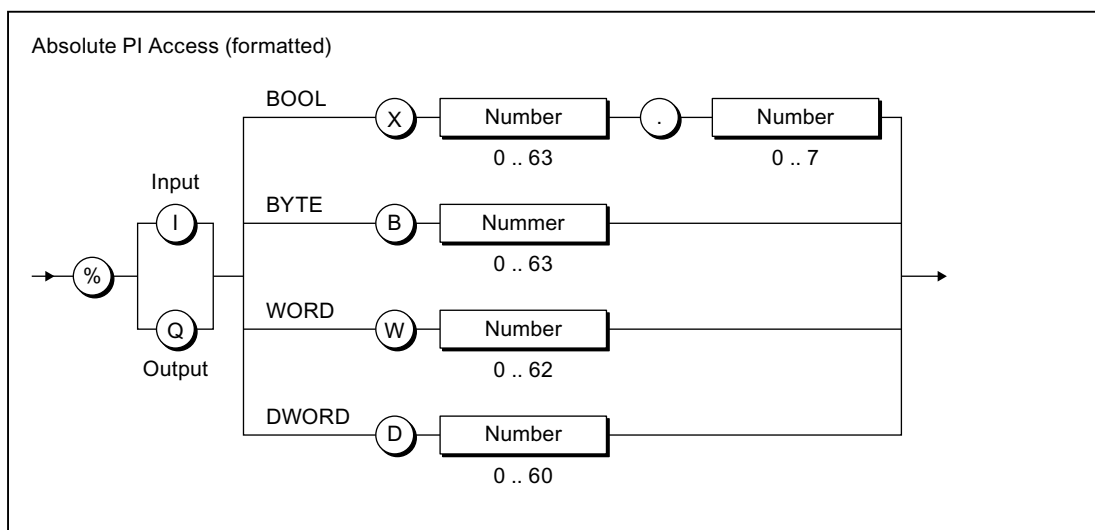 Absolute PI Access (formatted)
BOOL
X
Number
.
Number
0 .. 63
0 .. 7
Input
I
BYTE
B
Nummer
0 .. 63
%
Q
Output
WORD
W
Number
0 .. 62
DWORD
D
Number
0 .. 60